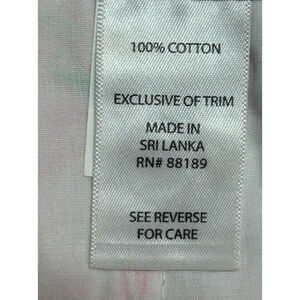 100% COTTON
EXCLUSIVE OF TRIM
MADE IN
SRI LANKA
RN# 88189
SEE REVERSE
FOR CARE